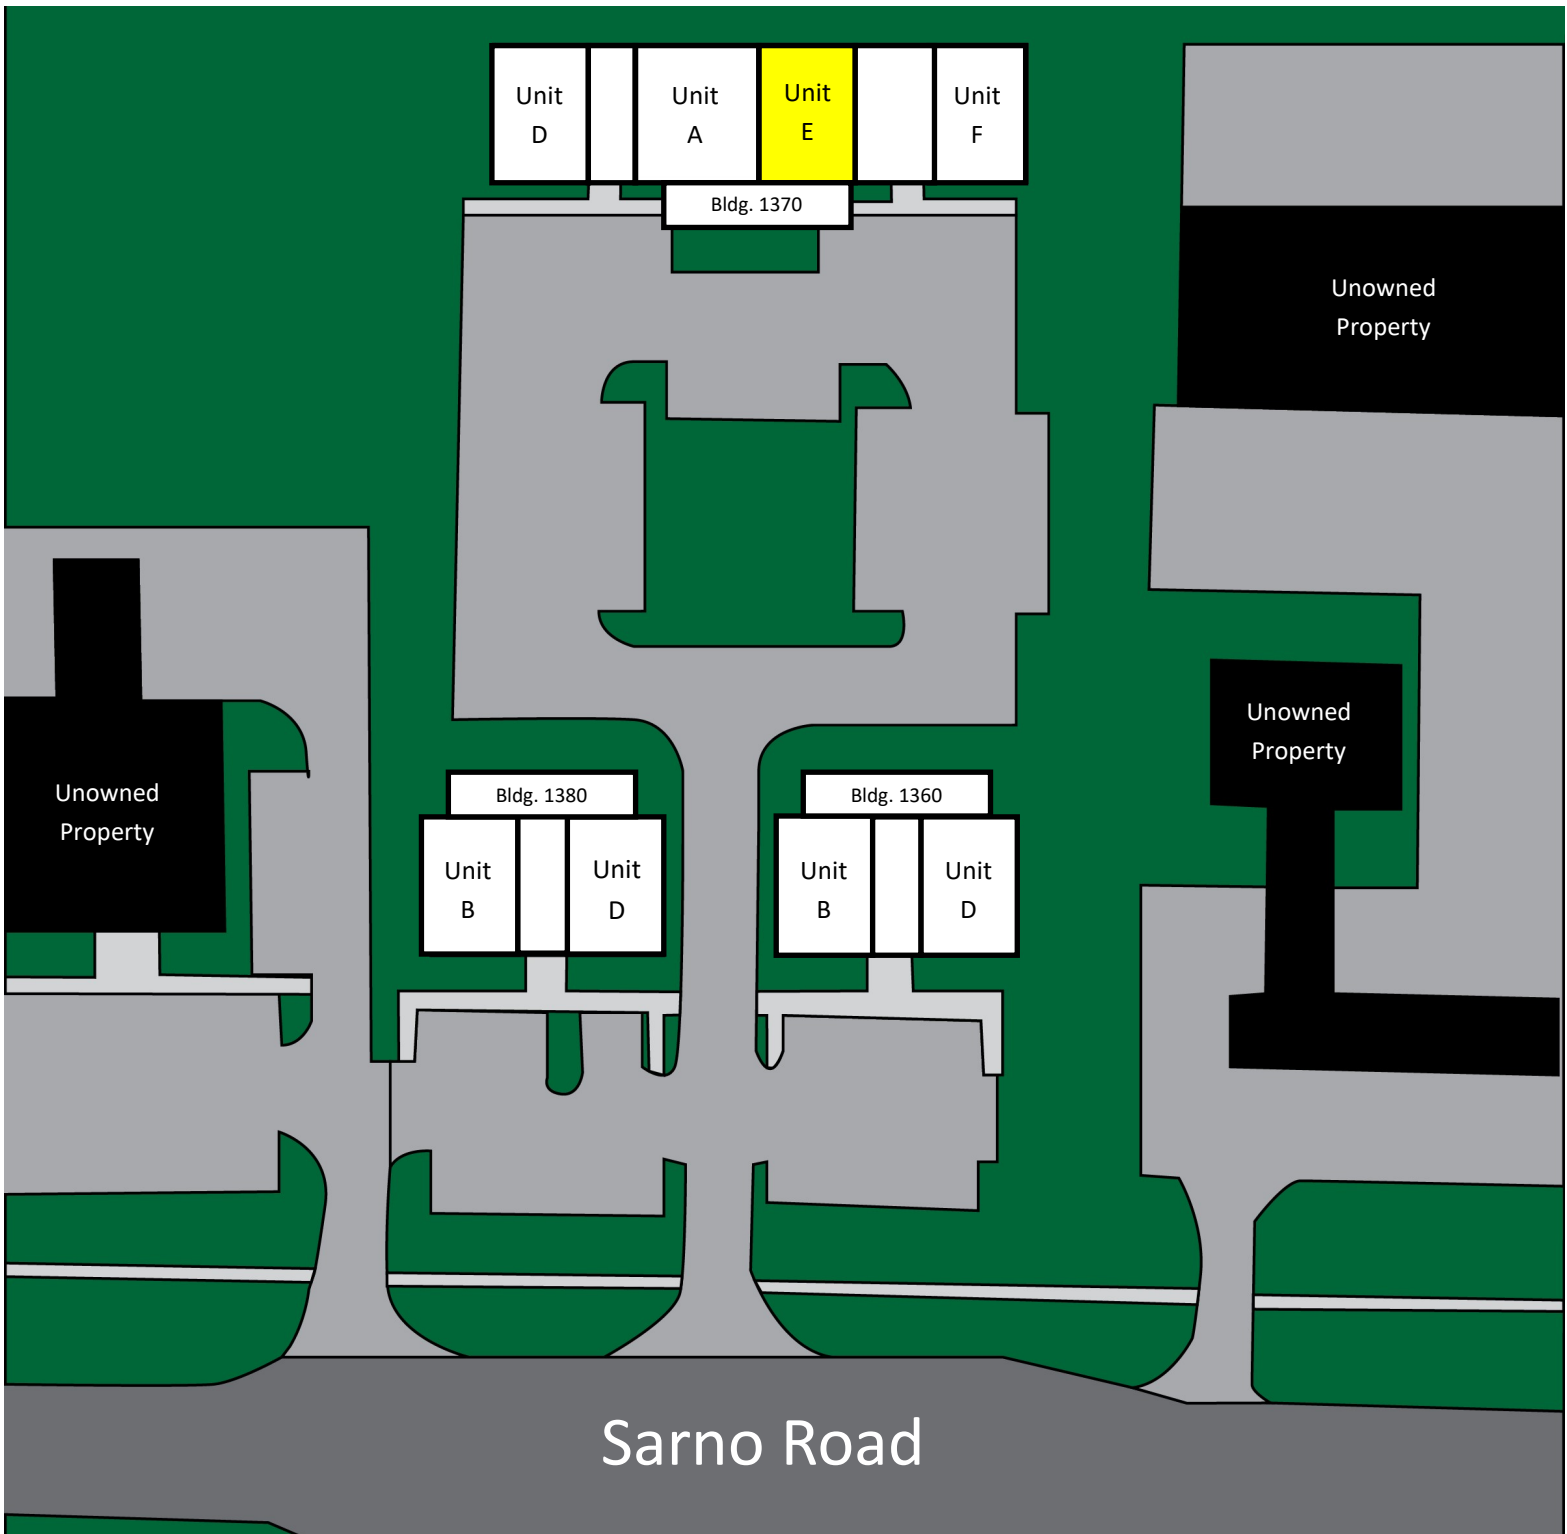 Unit
D
Unit
A
Unit
E
Unit
F
Bldg. 1370
Unowned
Property
Unowned
Property
Unowned
Property
Bldg. 1380
Unit
B
Unit
D
Bldg. 1360
Unit
B
Unit
D
Sarno Road